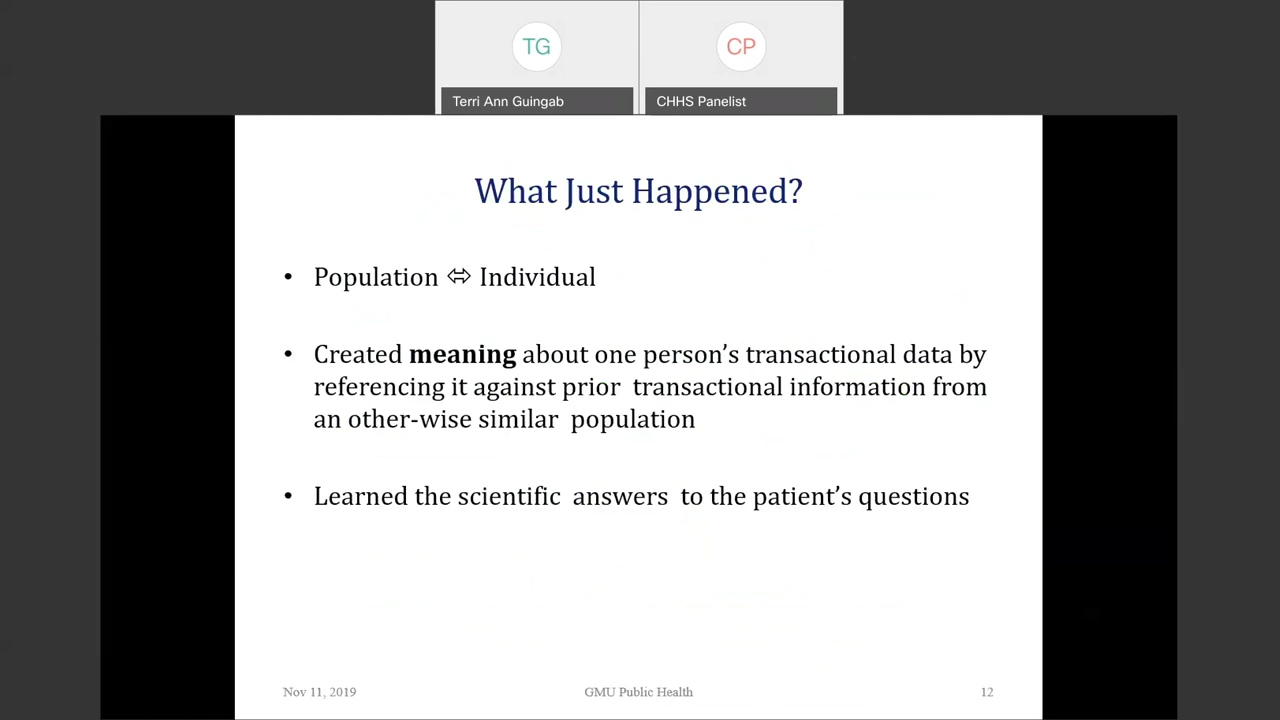 TG
CP
Terri Ann Guingab
CHHS Panelist
What Just Happened?
• Population ⬄ Individual
• Created meaning about one person’s transactional data by
referencing it against prior transactional information from
an other-wise similar population
• Learned the scientific answers to the patient’s questions
Nov 11, 2019
GMU Public Health
12